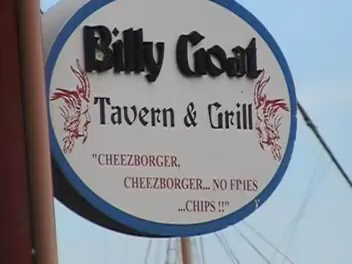 Billy Goat
Tavern & Grill
"CHEEZBORGER,
CHEEZBORGER... NO FRIES
...CHIPS !!"